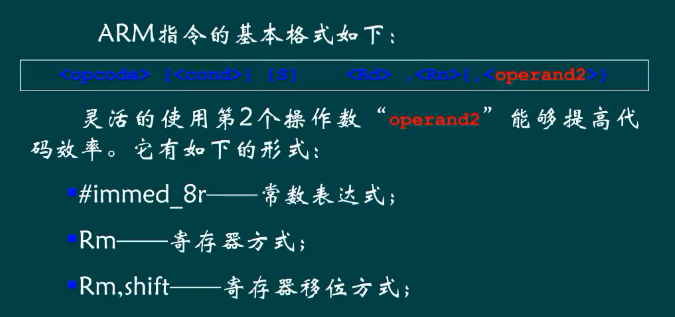 ARM指令的基本格式如下：
<opcode> {<cond>} {S} <Rd> ,<Rn>{,<operand2>}
灵活的使用第2个操作数“operand2”能够提高代
码效率。它有如下的形式：
▪#immed_8r——常数表达式；
▪Rm——寄存器方式；
▪Rm,shift——寄存器移位方式；